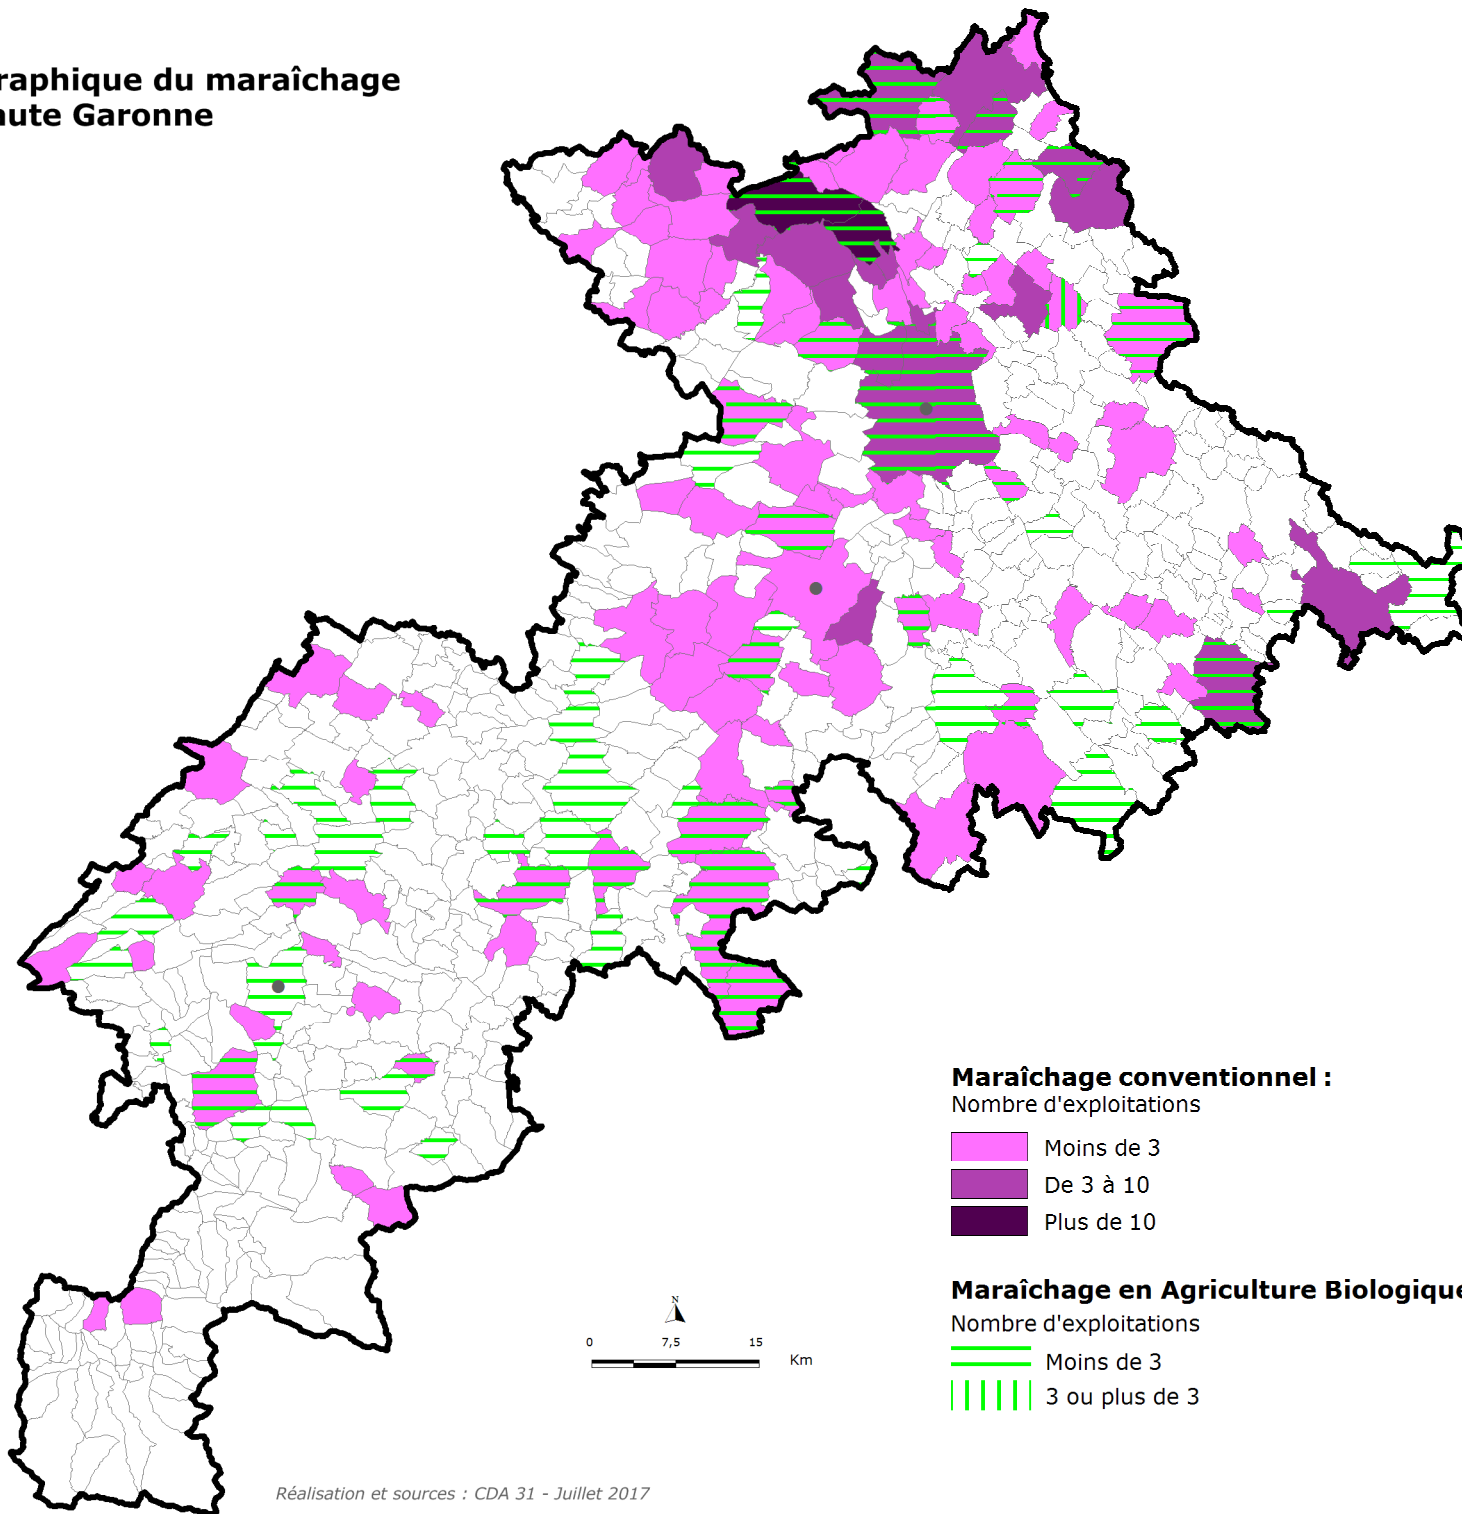 raphique du maraîchage
aute Garonne
Maraîchage conventionnel :
Nombre d'exploitations
Moins de 3
De 3 à 10
Plus de 10
Maraîchage en Agriculture Biologique
Nombre d'exploitations
Moins de 3
3 ou plus de 3
N
0 7,5 15
Km
Réalisation et sources : CDA 31 - Juillet 2017